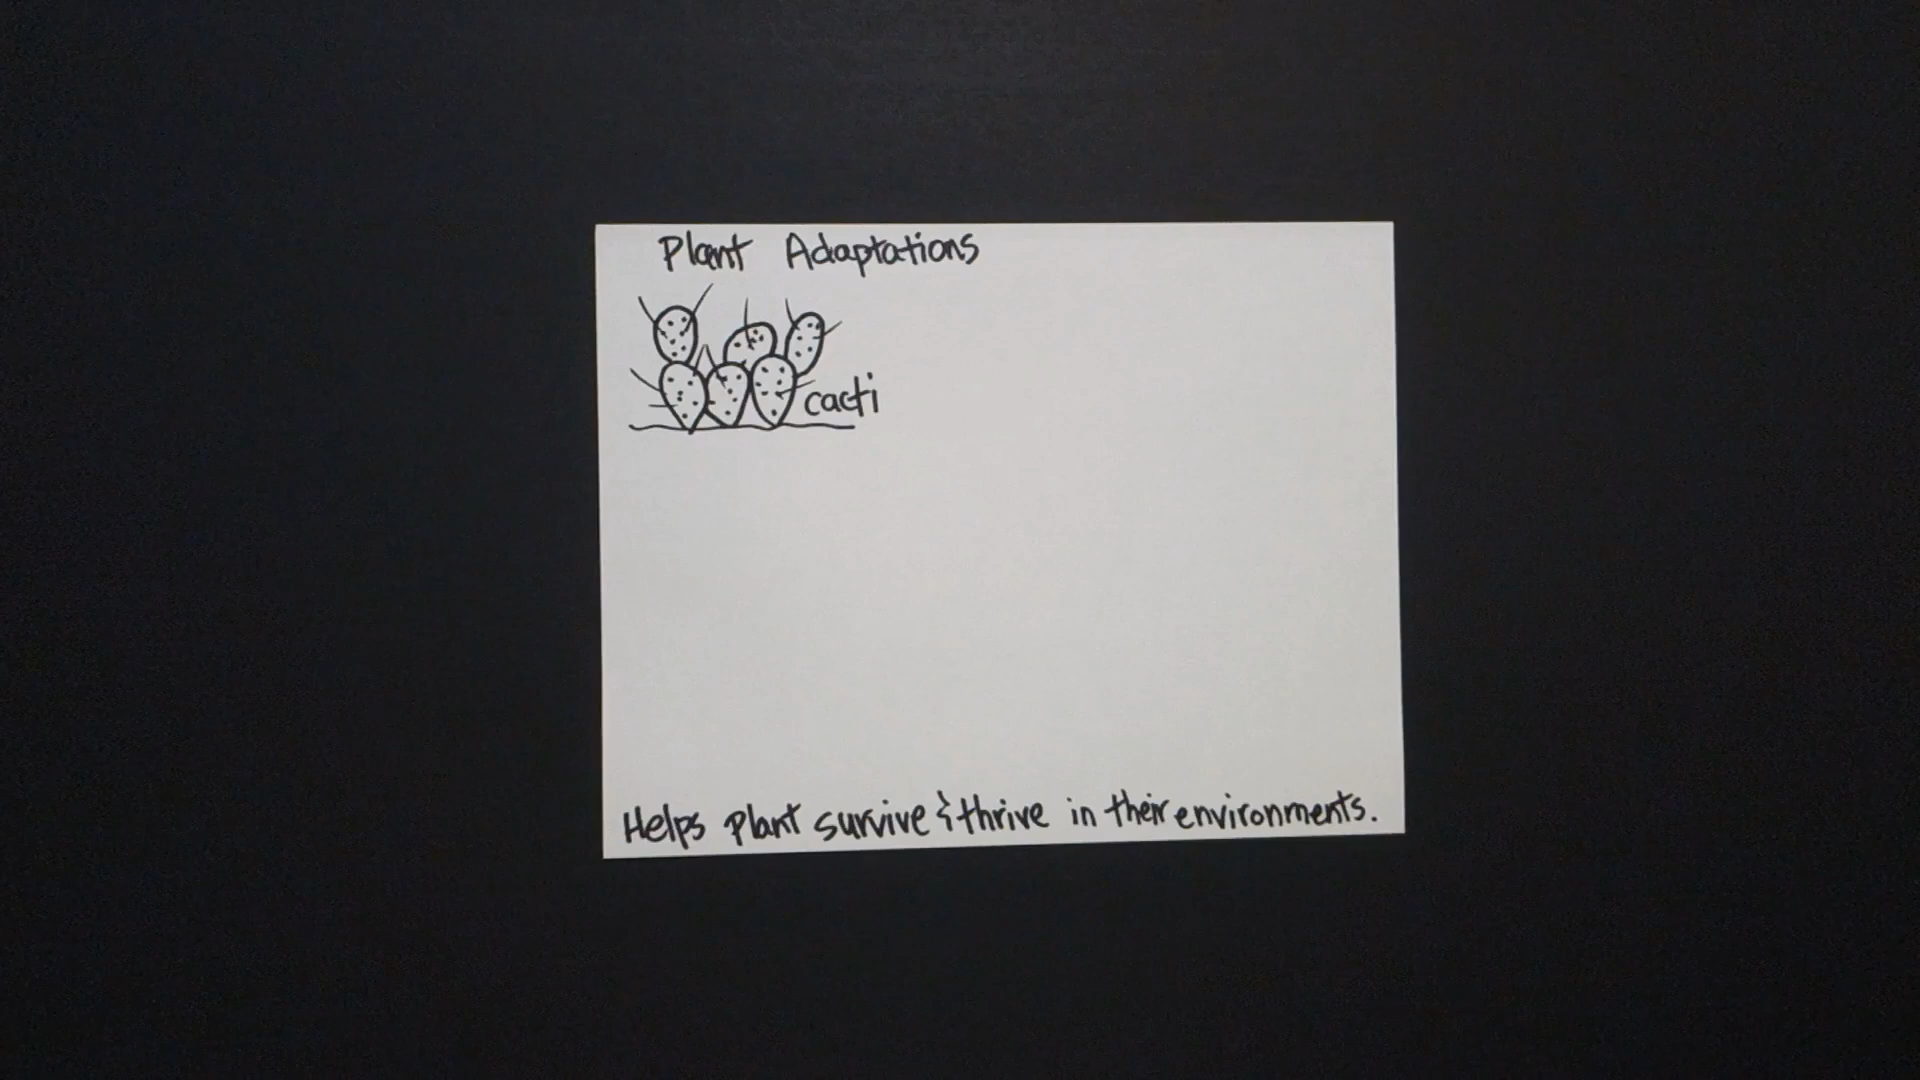 Plant Adaptations
cacti
Helps plant survive & thrive in their environments.